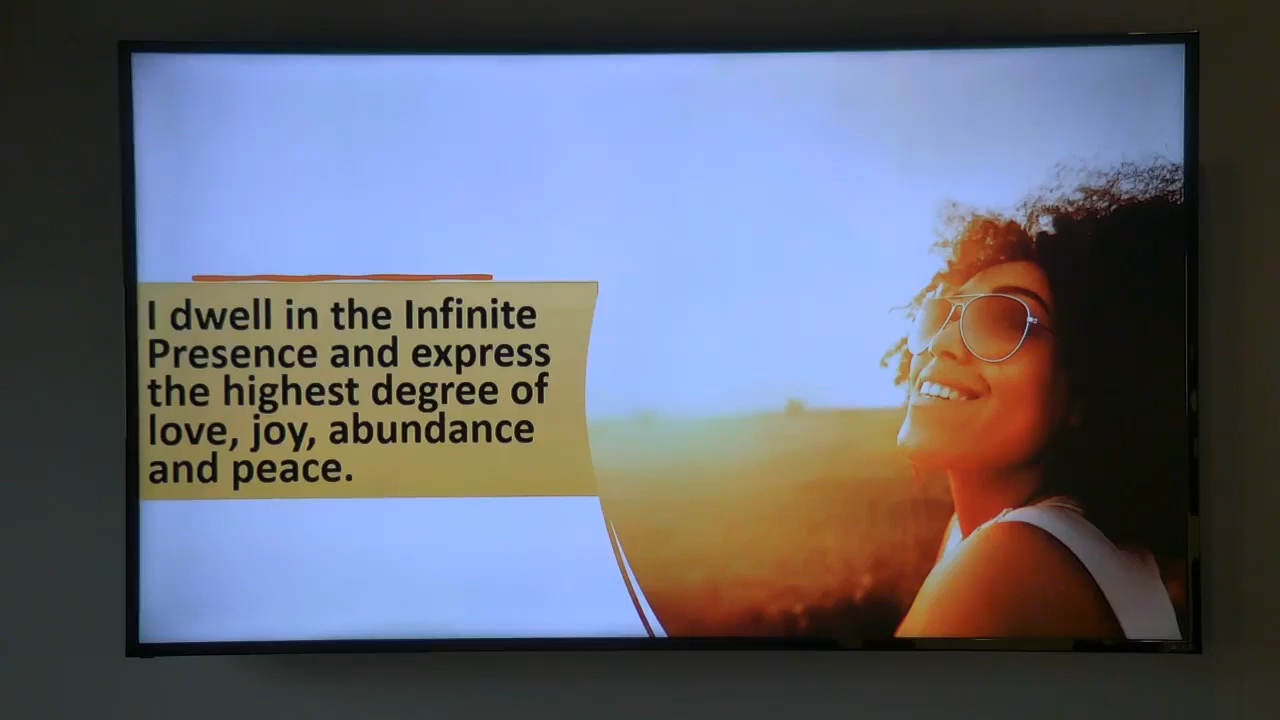 I dwell in the Infinite
Presence and express
the highest degree of
love, joy, abundance
and peace.